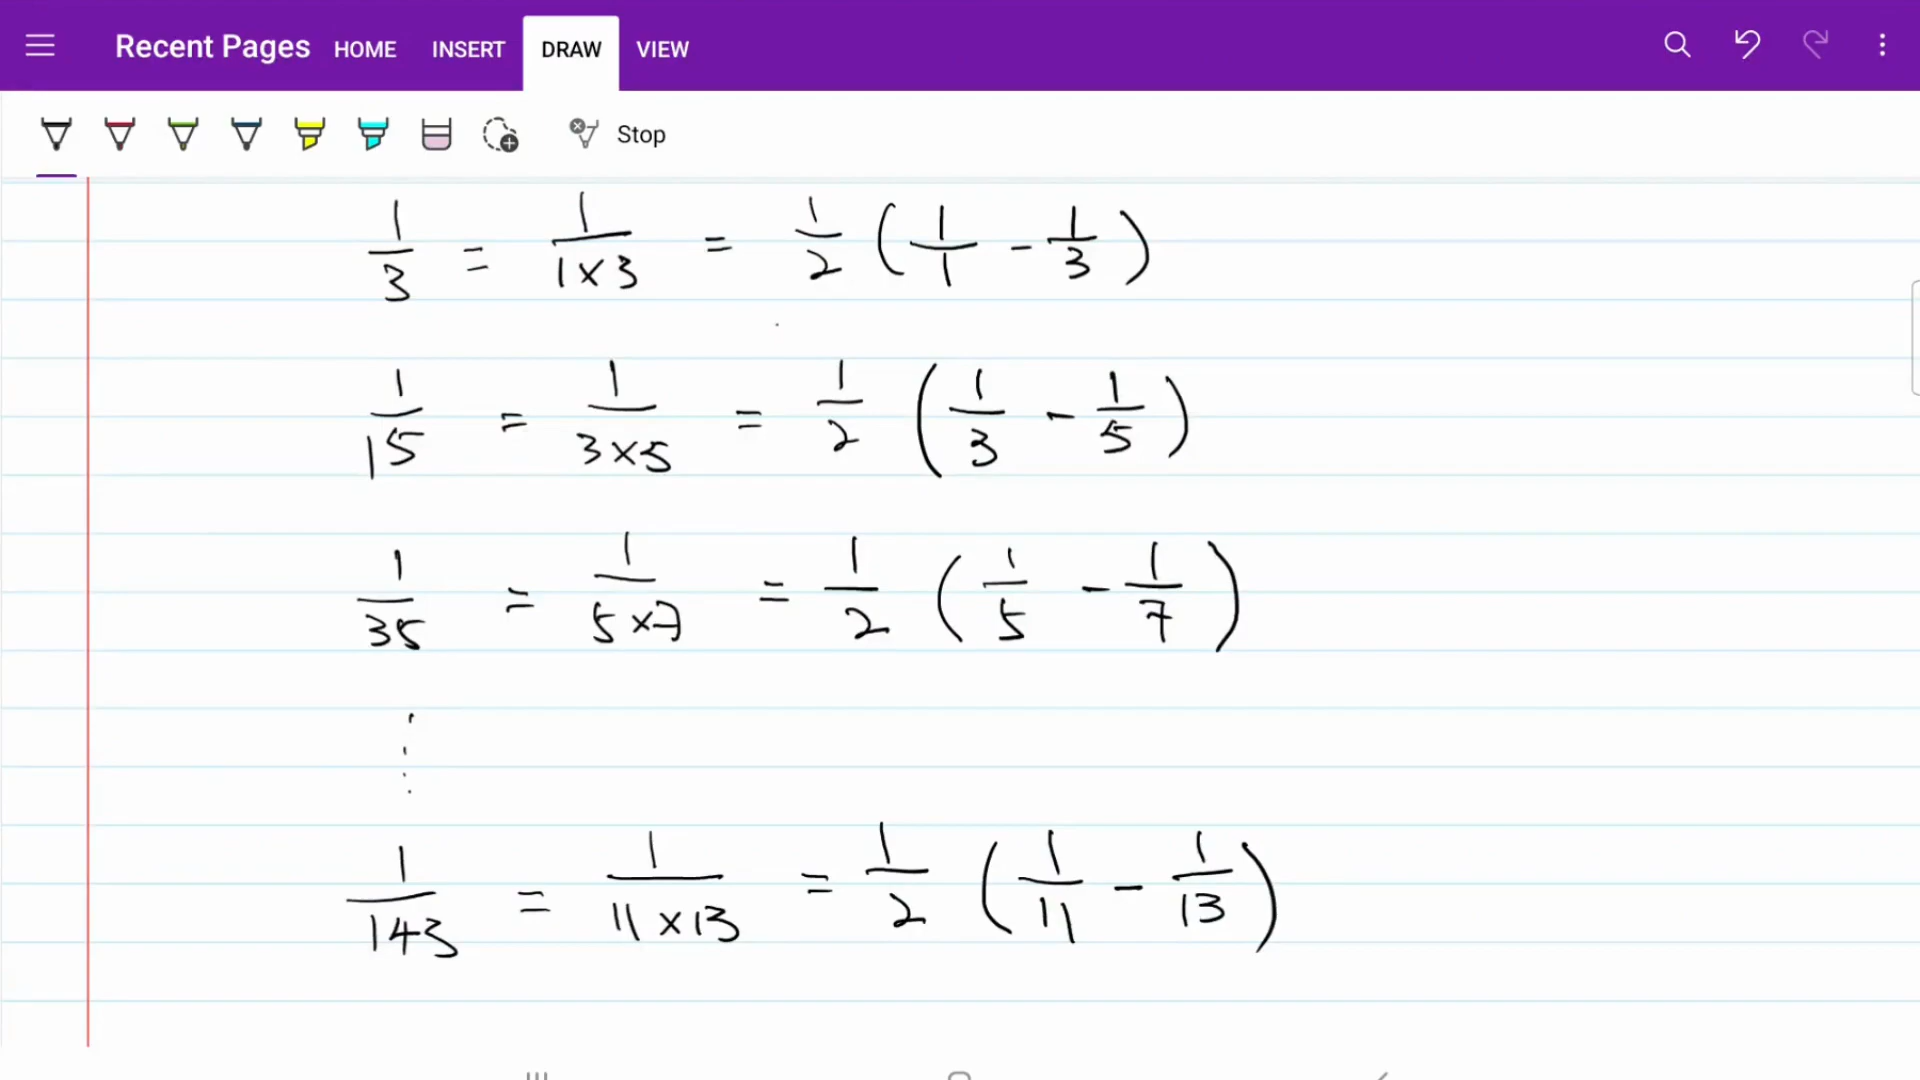 Recent Pages HOME INSERT DRAW VIEW
Stop
1/3 = 1/(1×3) = 1/2 (1/1 - 1/3)
1/15 = 1/(3×5) = 1/2 (1/3 - 1/5)
1/35 = 1/(5×7) = 1/2 (1/5 - 1/7)
⋮
1/143 = 1/(11×13) = 1/2 (1/11 - 1/13)